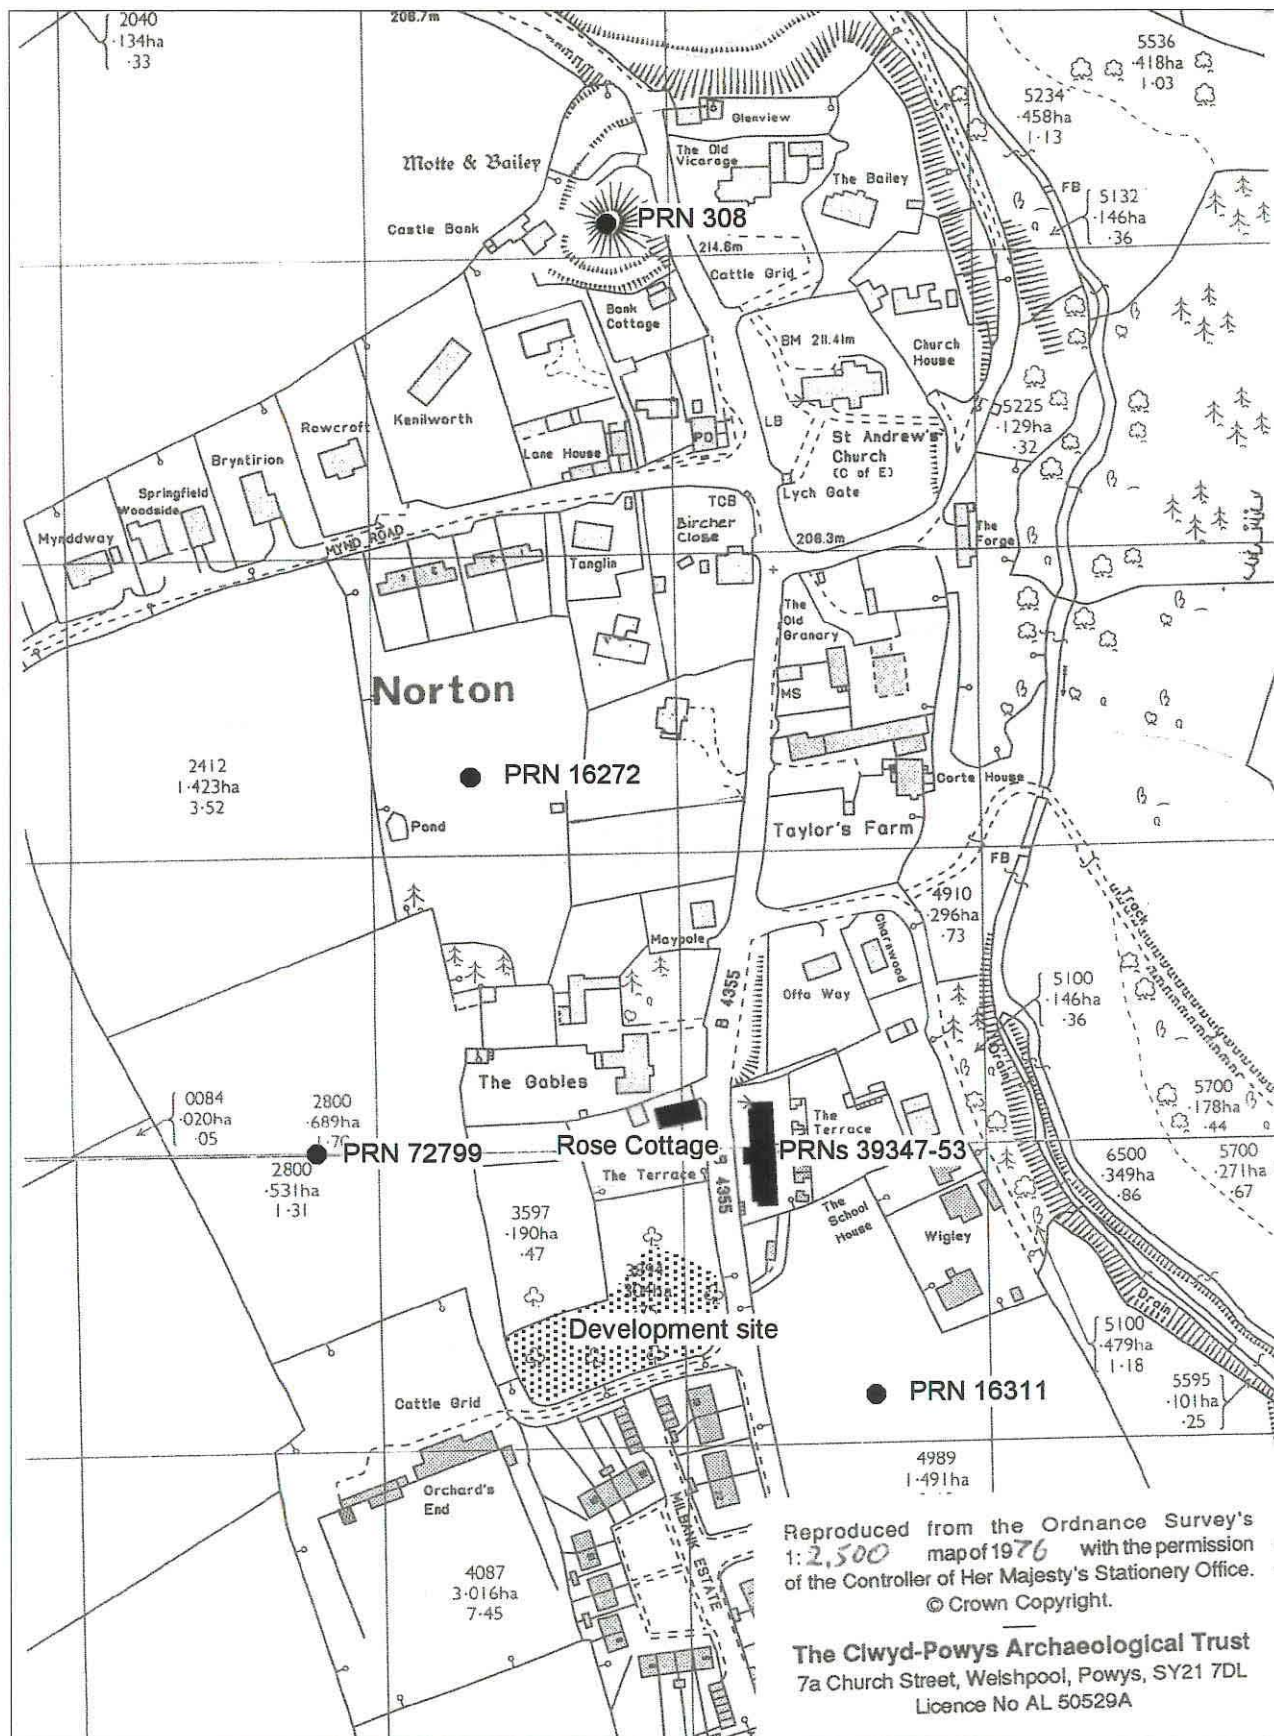 2040
·134ha
·33
206.7m
5536
·418ha
1·03
5234
·458ha
1·13
Glenview
The Old
Vicarage
Motte & Bailey
The Bailey
FB
5132
·146ha
·36
PRN 308
Castle Bank
214.6m
Cattle Grid
Bank
Cottage
BM 211.41m
Church
House
Kenilworth
5225
·129ha
·32
Rowcroft
PO
LB
St Andrew's
Church
(C of E)
Lane House
Bryntirion
Lych Gate
Springfield
Woodside
TCB
Mynddway
MYND ROAD
Bircher
Close
206.3m
The
Forge
Tanglin
The
Old
Granary
Norton
MS
2412
1·423ha
3·52
PRN 16272
Corte House
Pond
Taylor's Farm
FB
4910
·296ha
·73
Track
Maypole
Charnwood
B 4355
Offa Way
5100
·146ha
·36
Drain
The Gables
0084
·020ha
·05
2800
·689ha
1·70
5700
·178ha
·44
The
Terrace
Rose Cottage
PRN 72799
PRNs 39347-53
2800
·531ha
1·31
The Terrace
B 4355
6500
·349ha
·86
5700
·271ha
·67
3597
·190ha
·47
The
School
House
Wigley
Drain
Development site
5100
·479ha
1·18
PRN 16311
5595
·101ha
·25
Cattle Grid
4989
1·491ha
Orchard's
End
MILBANK ESTATE
4087
3·016ha
7·45
Reproduced from the Ordnance Survey's
1:2,500 map of 1976 with the permission
of the Controller of Her Majesty's Stationery Office.
© Crown Copyright.
The Clwyd-Powys Archaeological Trust
7a Church Street, Welshpool, Powys, SY21 7DL
Licence No AL 50529A